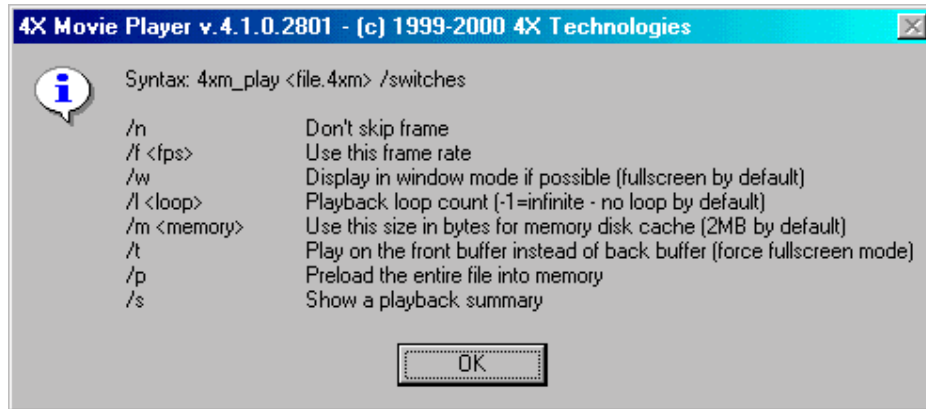 4X Movie Player v.4.1.0.2801 - (c) 1999-2000 4X Technologies
Syntax: 4xm_play <file.4xm> /switches
/n Don't skip frame
/f <fps> Use this frame rate
/w Display in window mode if possible (fullscreen by default)
/l <loop> Playback loop count (-1=infinite - no loop by default)
/m <memory> Use this size in bytes for memory disk cache (2MB by default)
/t Play on the front buffer instead of back buffer (force fullscreen mode)
/p Preload the entire file into memory
/s Show a playback summary
OK